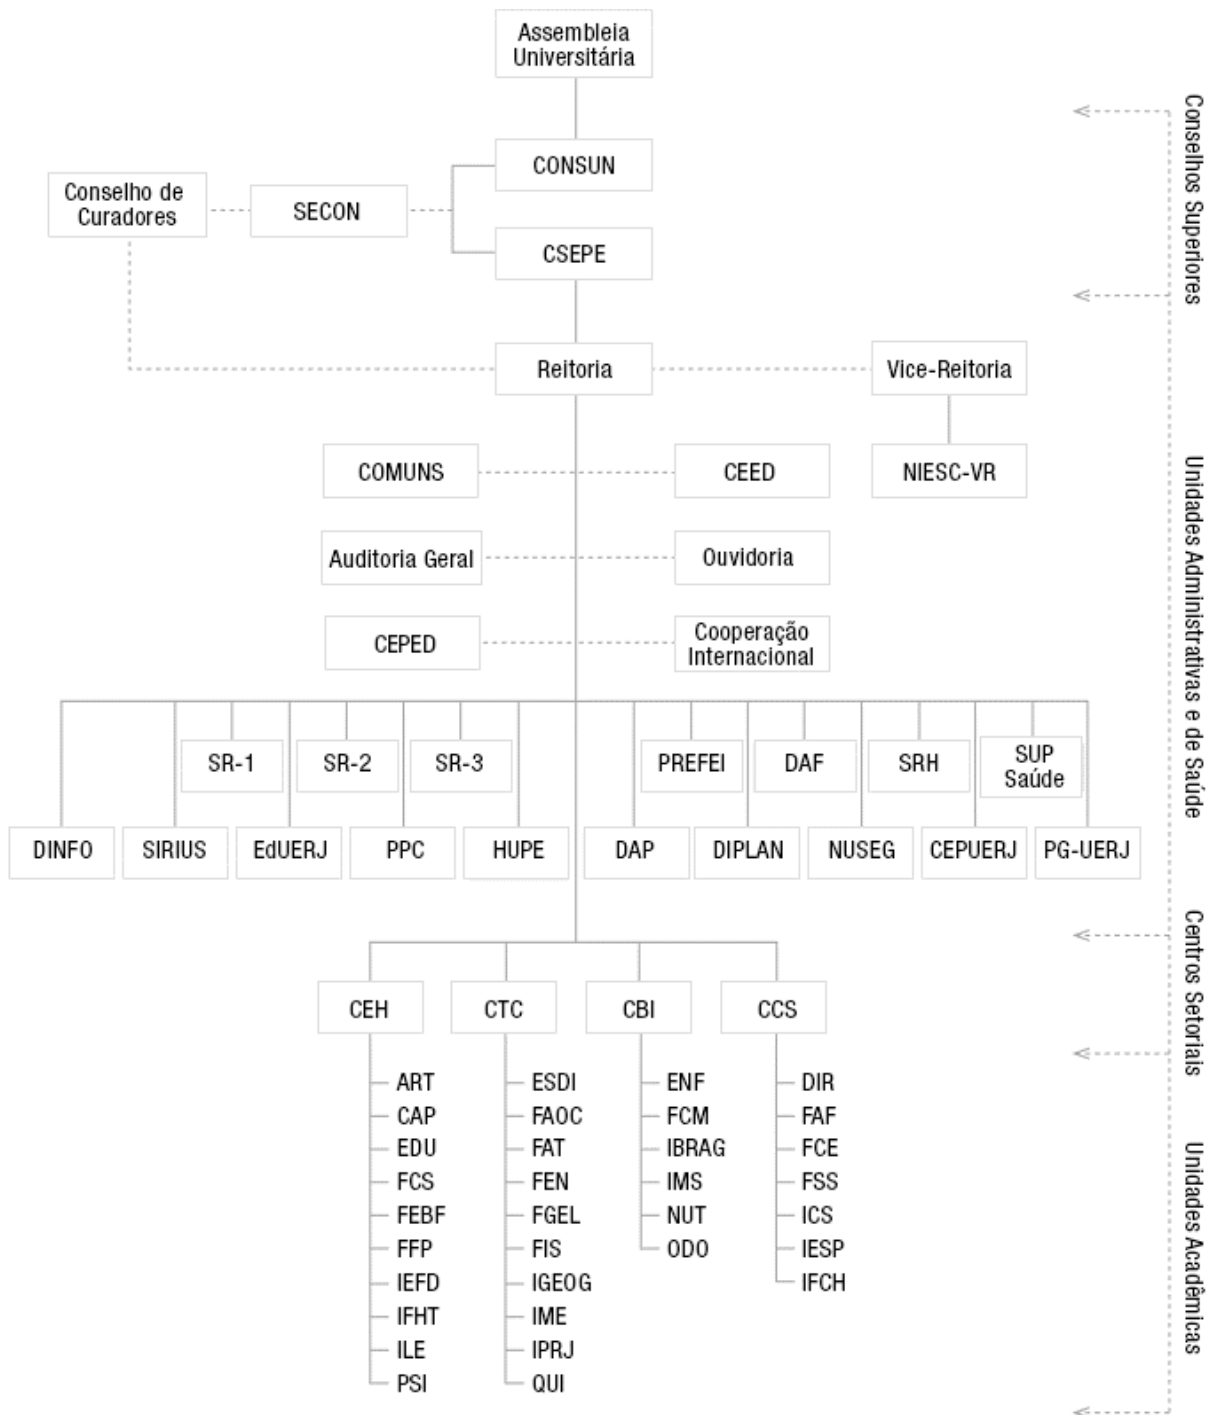 Assembleia
Universitária
CONSUN
Conselho de
Curadores
SECON
CSEPE
Reitoria
Vice-Reitoria
COMUNS
CEED
NIESC-VR
Auditoria Geral
Ouvidoria
CEPED
Cooperação
Internacional
SR-1
SR-2
SR-3
PREFEI
DAF
SRH
SUP
Saúde
DINFO
SIRIUS
EdUERJ
PPC
HUPE
DAP
DIPLAN
NUSEG
CEPUERJ
PG-UERJ
CEH
CTC
CBI
CCS
ART
CAP
EDU
FCS
FEBF
FFP
IEFD
IFHT
ILE
PSI
ESDI
FAOC
FAT
FEN
FGEL
FIS
IGEOG
IME
IPRJ
QUI
ENF
FCM
IBRAG
IMS
NUT
ODO
DIR
FAF
FCE
FSS
ICS
IESP
IFCH
Conselhos Superiores
Unidades Administrativas e de Saúde
Centros Setoriais
Unidades Acadêmicas